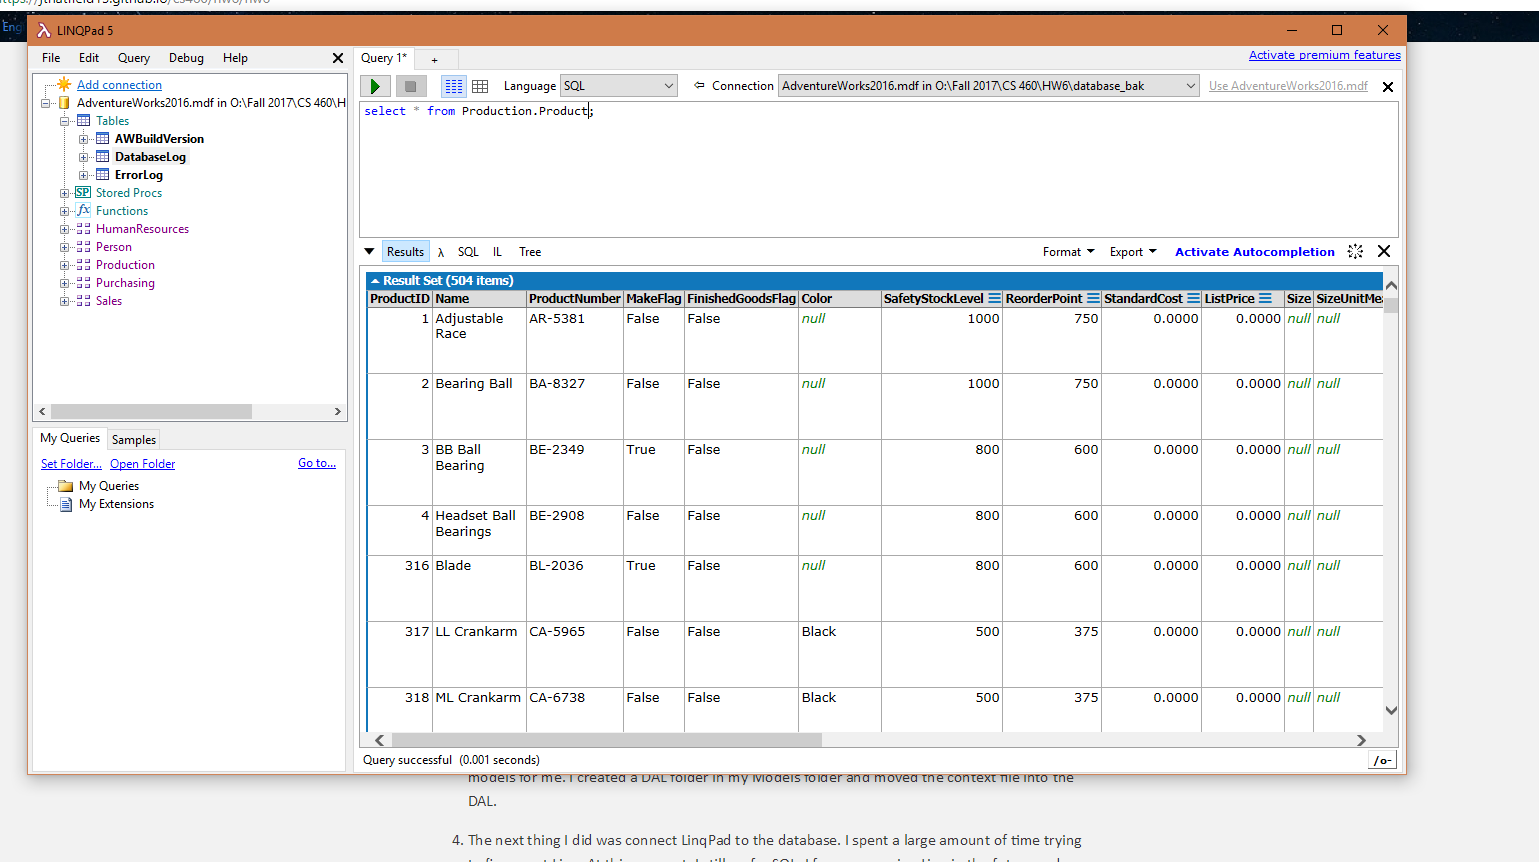 https://jthatfield15.github.io/cs460/hw6/hw6
Eng
LINQPad 5
File Edit Query Debug Help
Add connection
AdventureWorks2016.mdf in O:\Fall 2017\CS 460\H
Tables
AWBuildVersion
DatabaseLog
ErrorLog
Stored Procs
Functions
HumanResources
Person
Production
Purchasing
Sales
My Queries Samples
Set Folder... Open Folder Go to...
My Queries
My Extensions
Query 1* +
Activate premium features
Language SQL Connection AdventureWorks2016.mdf in O:\Fall 2017\CS 460\HW6\database_bak Use AdventureWorks2016.mdf
select * from Production.Product;
Results λ SQL IL Tree Format Export Activate Autocompletion
Result Set (504 items)
ProductID Name ProductNumber MakeFlag FinishedGoodsFlag Color SafetyStockLevel ReorderPoint StandardCost ListPrice Size SizeUnitMea
1 Adjustable Race AR-5381 False False null 1000 750 0.0000 0.0000 null null
2 Bearing Ball BA-8327 False False null 1000 750 0.0000 0.0000 null null
3 BB Ball Bearing BE-2349 True False null 800 600 0.0000 0.0000 null null
4 Headset Ball Bearings BE-2908 False False null 800 600 0.0000 0.0000 null null
316 Blade BL-2036 True False null 800 600 0.0000 0.0000 null null
317 LL Crankarm CA-5965 False False Black 500 375 0.0000 0.0000 null null
318 ML Crankarm CA-6738 False False Black 500 375 0.0000 0.0000 null null
Query successful (0.001 seconds)
/o-
models for me. I created a DAL folder in my Models folder and moved the context file into the
DAL.
4. The next thing I did was connect LinqPad to the database. I spent a large amount of time trying